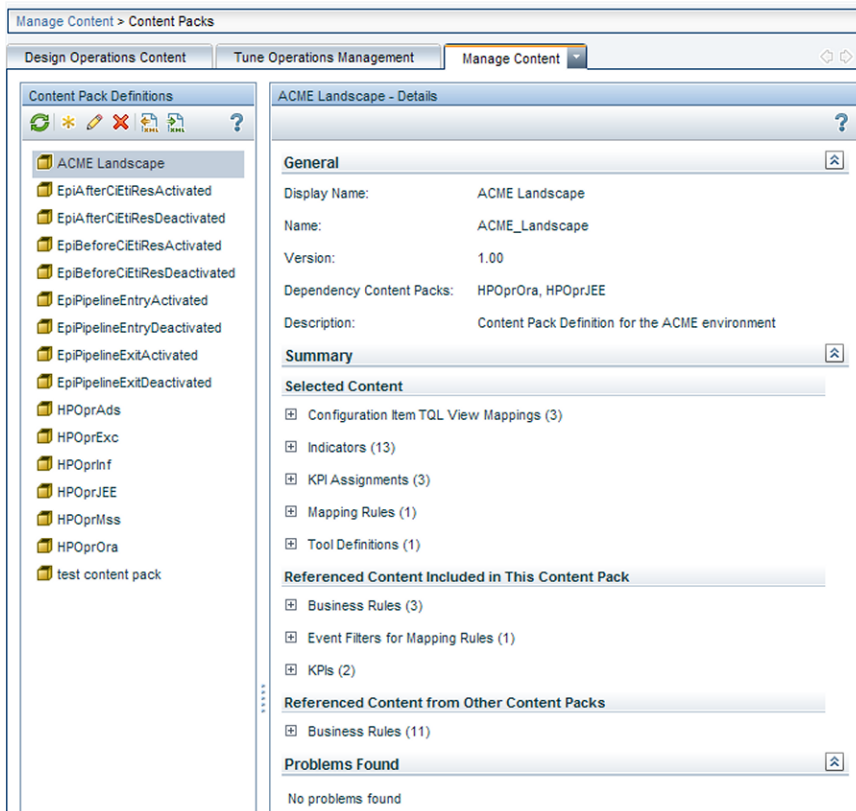 Manage Content > Content Packs
Design Operations Content
Tune Operations Management
Manage Content
Content Pack Definitions
XML XML ?
ACME Landscape
EpiAfterCiEtiResActivated
EpiAfterCiEtiResDeactivated
EpiBeforeCiEtiResActivated
EpiBeforeCiEtiResDeactivated
EpiPipelineEntryActivated
EpiPipelineEntryDeactivated
EpiPipelineExitActivated
EpiPipelineExitDeactivated
HPOprAds
HPOprExc
HPOprInf
HPOprJEE
HPOprMss
HPOprOra
test content pack
ACME Landscape - Details
?
General
Display Name: ACME Landscape
Name: ACME_Landscape
Version: 1.00
Dependency Content Packs: HPOprOra, HPOprJEE
Description: Content Pack Definition for the ACME environment
Summary
Selected Content
Configuration Item TQL View Mappings (3)
Indicators (13)
KPI Assignments (3)
Mapping Rules (1)
Tool Definitions (1)
Referenced Content Included in This Content Pack
Business Rules (3)
Event Filters for Mapping Rules (1)
KPIs (2)
Referenced Content from Other Content Packs
Business Rules (11)
Problems Found
No problems found